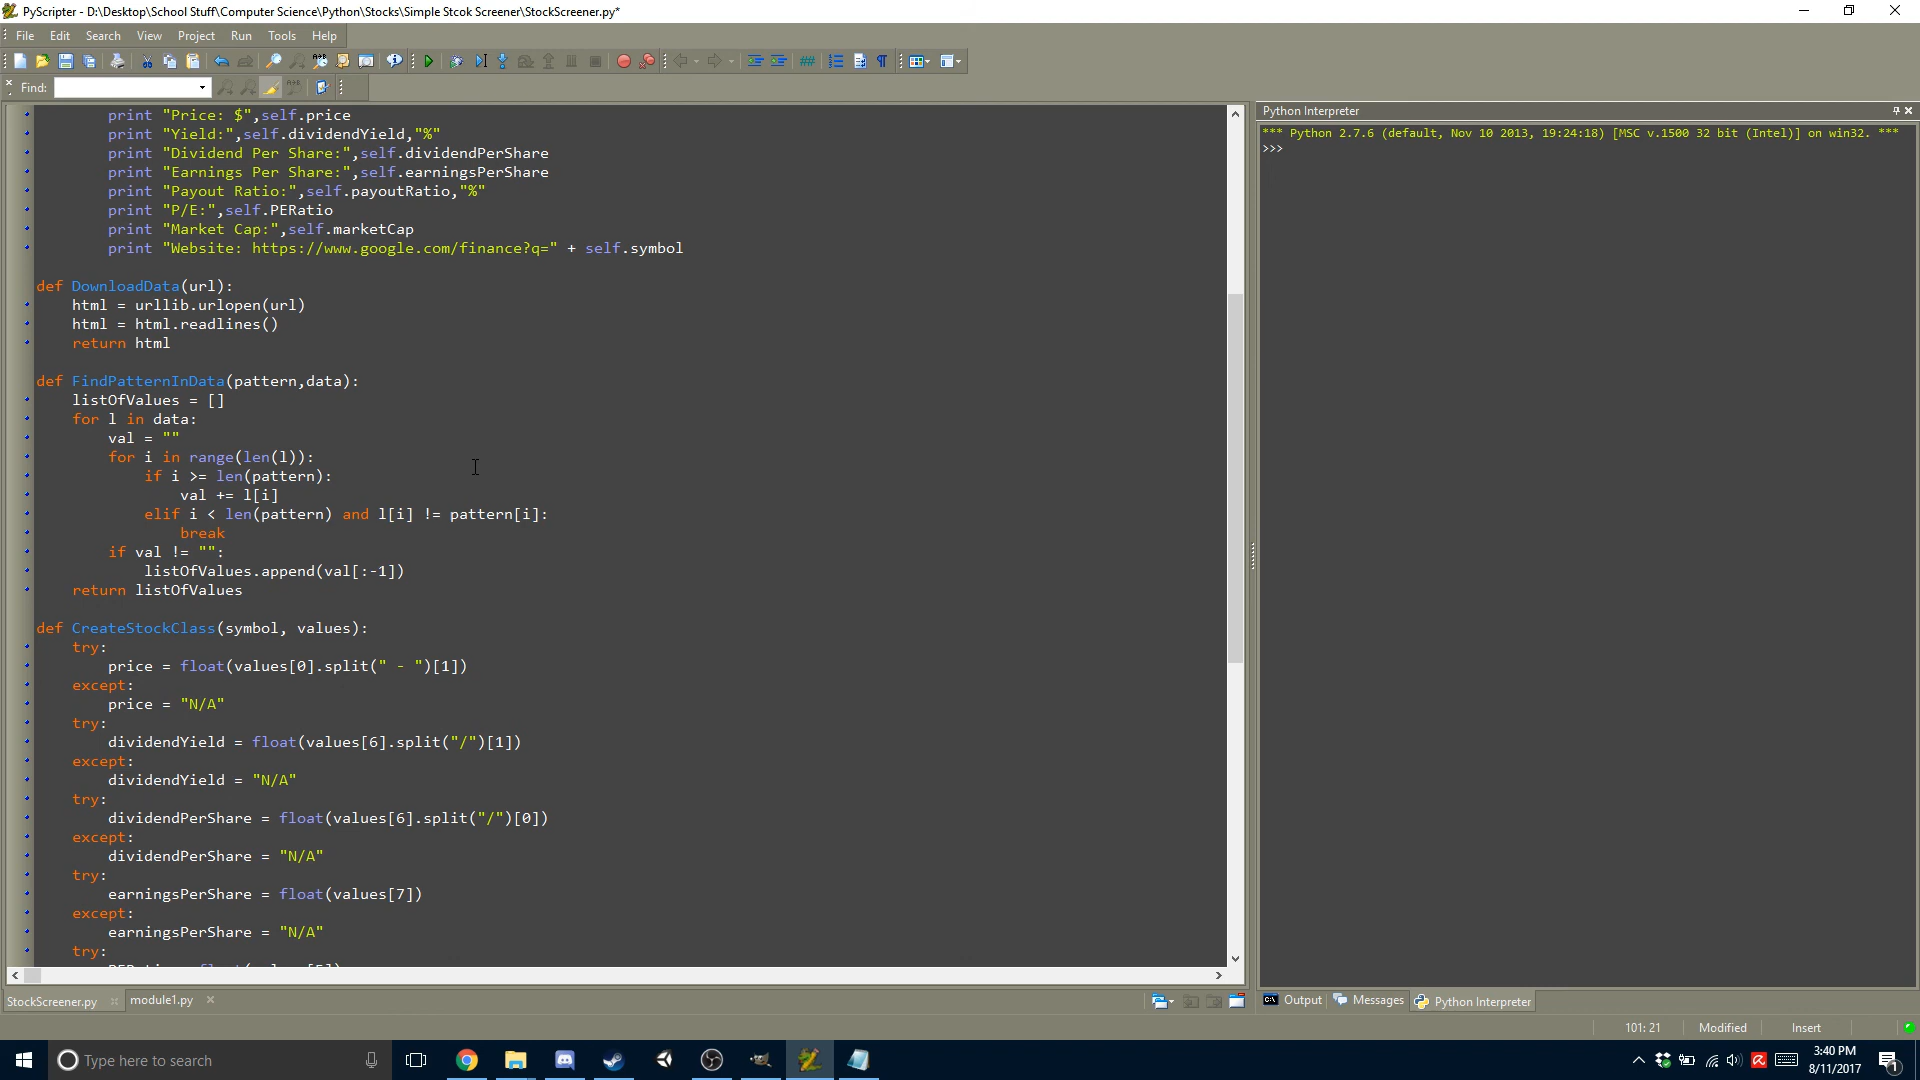 PyScripter - D:\Desktop\School Stuff\Computer Science\Python\Stocks\Simple Stcok Screener\StockScreener.py*
File Edit Search View Project Run Tools Help
Find:
print "Price: $",self.price
print "Yield:",self.dividendYield,"%"
print "Dividend Per Share:",self.dividendPerShare
print "Earnings Per Share:",self.earningsPerShare
print "Payout Ratio:",self.payoutRatio,"%"
print "P/E:",self.PERatio
print "Market Cap:",self.marketCap
print "Website: https://www.google.com/finance?q=" + self.symbol
def DownloadData(url):
html = urllib.urlopen(url)
html = html.readlines()
return html
def FindPatternInData(pattern,data):
listOfValues = []
for l in data:
val = ""
for i in range(len(l)):
if i >= len(pattern):
val += l[i]
elif i < len(pattern) and l[i] != pattern[i]:
break
if val != "":
listOfValues.append(val[:-1])
return listOfValues
def CreateStockClass(symbol, values):
try:
price = float(values[0].split(" - ")[1])
except:
price = "N/A"
try:
dividendYield = float(values[6].split("/")[1])
except:
dividendYield = "N/A"
try:
dividendPerShare = float(values[6].split("/")[0])
except:
dividendPerShare = "N/A"
try:
earningsPerShare = float(values[7])
except:
earningsPerShare = "N/A"
try:
Python Interpreter
*** Python 2.7.6 (default, Nov 10 2013, 19:24:18) [MSC v.1500 32 bit (Intel)] on win32. ***
>>>
StockScreener.py module1.py
Output Messages Python Interpreter
101: 21 Modified Insert
Type here to search
3:40 PM
8/11/2017